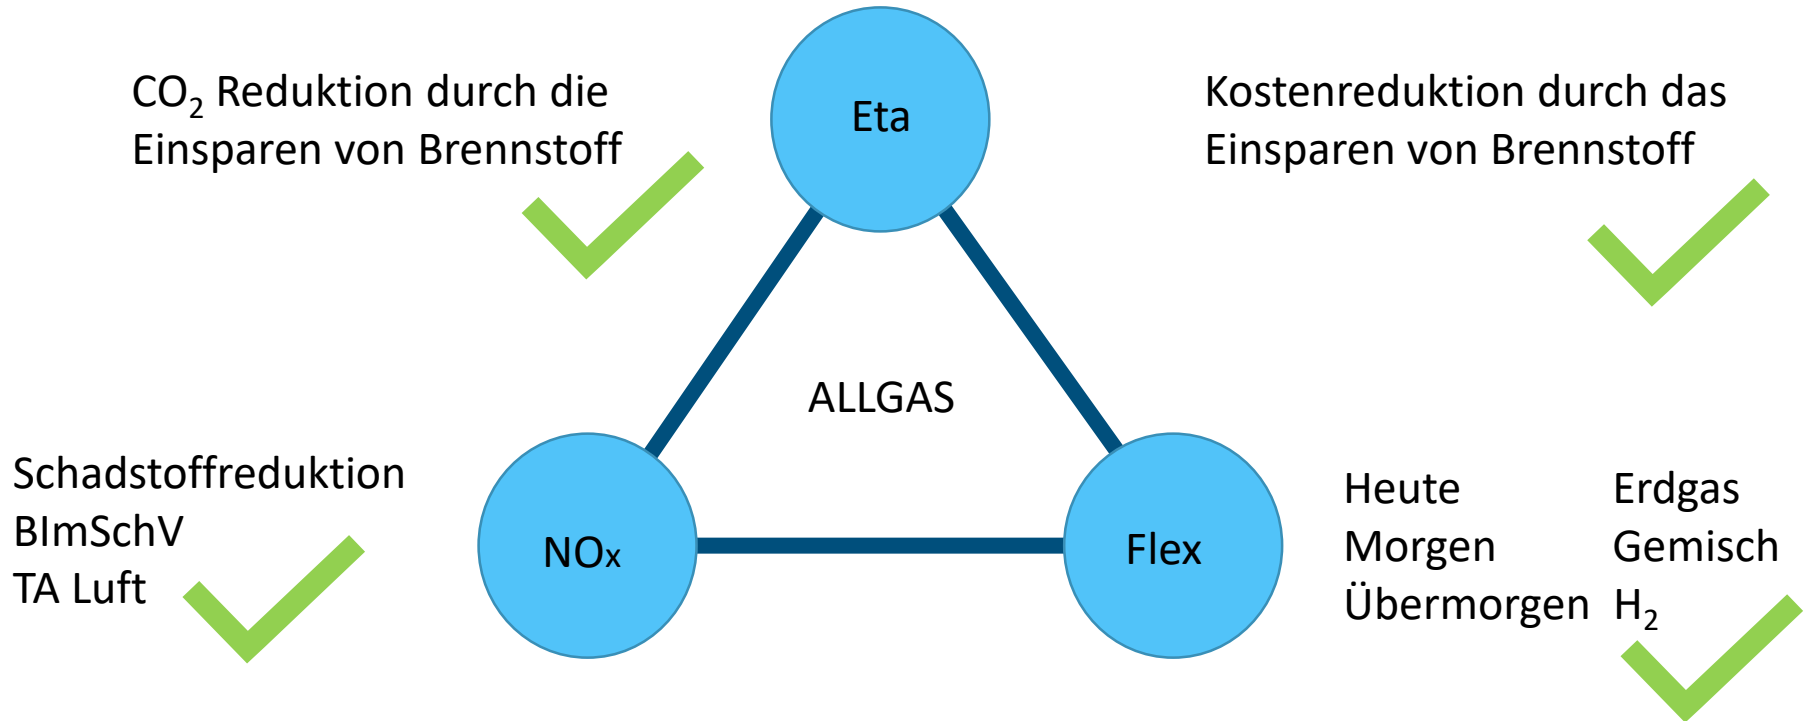 CO₂ Reduktion durch die
Einsparen von Brennstoff
Eta
Kostenreduktion durch das
Einsparen von Brennstoff
ALLGAS
Schadstoffreduktion
BImSchV
TA Luft
NOx
Flex
Heute Erdgas
Morgen Gemisch
Übermorgen H₂